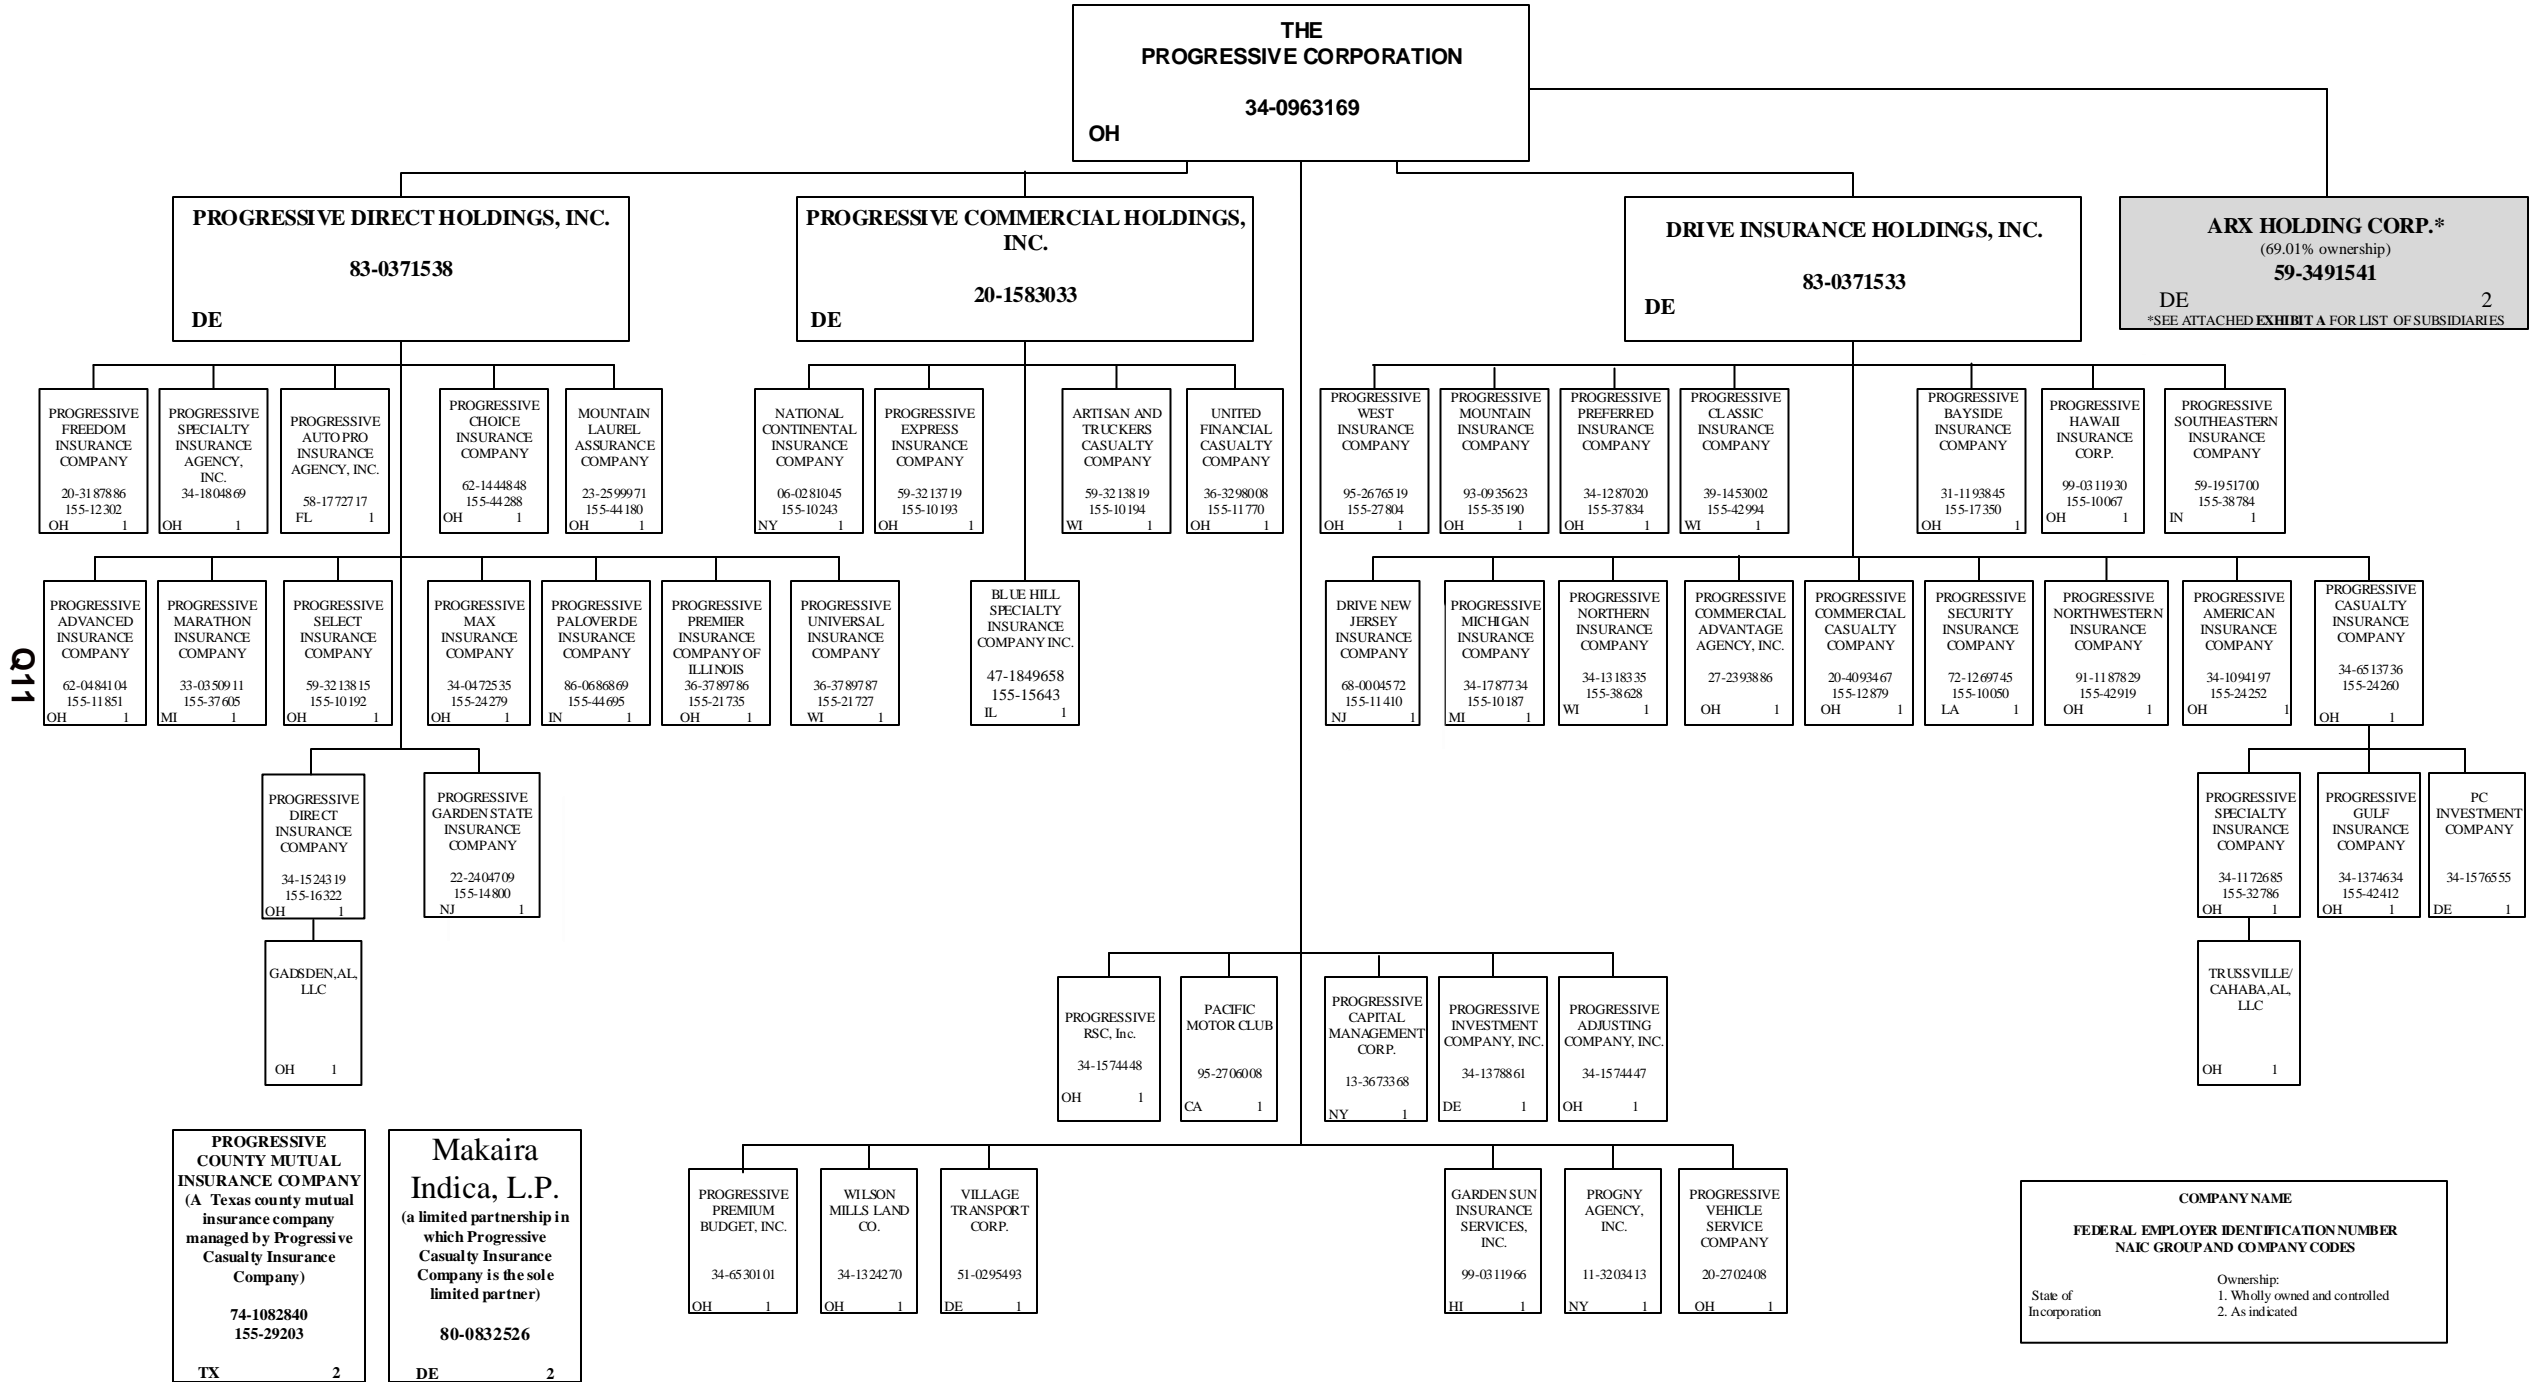 THE
PROGRESSIVE CORPORATION
34-0963169
OH
PROGRESSIVE DIRECT HOLDINGS, INC.
83-0371538
DE
PROGRESSIVE COMMERCIAL HOLDINGS,
INC.
20-1583033
DE
DRIVE INSURANCE HOLDINGS, INC.
83-0371533
DE
ARX HOLDING CORP.*
(69.01% ownership)
59-3491541
DE 2
*SEE ATTACHED EXHIBIT A FOR LIST OF SUBSIDIARIES
PROGRESSIVE
FREEDOM
INSURANCE
COMPANY
20-3187886
155-12302
OH 1
PROGRESSIVE
SPECIALTY
INSURANCE
AGENCY,
INC.
34-1804869
OH 1
PROGRESSIVE
AUTO PRO
INSURANCE
AGENCY, INC.
58-1772717
FL 1
PROGRESSIVE
CHOICE
INSURANCE
COMPANY
62-1444848
155-44288
OH 1
MOUNTAIN
LAUREL
ASSURANCE
COMPANY
23-2599971
155-44180
OH 1
NATIONAL
CONTINENTAL
INSURANCE
COMPANY
06-0281045
155-10243
NY 1
PROGRESSIVE
EXPRESS
INSURANCE
COMPANY
59-3213719
155-10193
OH 1
ARTISAN AND
TRUCKERS
CASUALTY
COMPANY
59-3213819
155-10194
WI 1
UNITED
FINANCIAL
CASUALTY
COMPANY
36-3298008
155-11770
OH 1
PROGRESSIVE
WEST
INSURANCE
COMPANY
95-2676519
155-27804
OH 1
PROGRESSIVE
MOUNTAIN
INSURANCE
COMPANY
93-0935623
155-35190
OH 1
PROGRESSIVE
PREFERRED
INSURANCE
COMPANY
34-1287020
155-37834
OH 1
PROGRESSIVE
CLASSIC
INSURANCE
COMPANY
39-1453002
155-42994
WI 1
PROGRESSIVE
BAYSIDE
INSURANCE
COMPANY
31-1193845
155-17350
OH 1
PROGRESSIVE
HAWAII
INSURANCE
CORP.
99-0311930
155-10067
OH 1
PROGRESSIVE
SOUTHEASTERN
INSURANCE
COMPANY
59-1951700
155-38784
IN 1
PROGRESSIVE
ADVANCED
INSURANCE
COMPANY
62-0484104
155-11851
OH 1
PROGRESSIVE
MARATHON
INSURANCE
COMPANY
33-0350911
155-37605
MI 1
PROGRESSIVE
SELECT
INSURANCE
COMPANY
59-3213815
155-10192
OH 1
PROGRESSIVE
MAX
INSURANCE
COMPANY
34-0472535
155-24279
OH 1
PROGRESSIVE
PALOVERDE
INSURANCE
COMPANY
86-0686869
155-44695
IN 1
PROGRESSIVE
PREMIER
INSURANCE
COMPANY OF
ILLINOIS
36-3789786
155-21735
OH 1
PROGRESSIVE
UNIVERSAL
INSURANCE
COMPANY
36-3789787
155-21727
WI 1
BLUE HILL
SPECIALTY
INSURANCE
COMPANY INC.
47-1849658
155-15643
IL 1
DRIVE NEW
JERSEY
INSURANCE
COMPANY
68-0004572
155-11410
NJ 1
PROGRESSIVE
MICHIGAN
INSURANCE
COMPANY
34-1787734
155-10187
MI 1
PROGRESSIVE
NORTHERN
INSURANCE
COMPANY
34-1318335
155-38628
WI 1
PROGRESSIVE
COMMERCIAL
ADVANTAGE
AGENCY, INC.
27-2393886
OH 1
PROGRESSIVE
COMMERCIAL
CASUALTY
COMPANY
20-4093467
155-12879
OH 1
PROGRESSIVE
SECURITY
INSURANCE
COMPANY
72-1269745
155-10050
LA 1
PROGRESSIVE
NORTHWESTERN
INSURANCE
COMPANY
91-1187829
155-42919
OH 1
PROGRESSIVE
AMERICAN
INSURANCE
COMPANY
34-1094197
155-24252
OH 1
PROGRESSIVE
CASUALTY
INSURANCE
COMPANY
34-6513736
155-24260
OH 1
Q11
PROGRESSIVE
DIRECT
INSURANCE
COMPANY
34-1524319
155-16322
OH 1
PROGRESSIVE
GARDEN STATE
INSURANCE
COMPANY
22-2404709
155-14800
NJ 1
PROGRESSIVE
SPECIALTY
INSURANCE
COMPANY
34-1172685
155-32786
OH 1
PROGRESSIVE
GULF
INSURANCE
COMPANY
34-1374634
155-42412
OH 1
PC
INVESTMENT
COMPANY
34-1576555
DE 1
GADSDEN, AL,
LLC
OH 1
PROGRESSIVE
RSC, Inc.
34-1574448
OH 1
PACIFIC
MOTOR CLUB
95-2706008
CA 1
PROGRESSIVE
CAPITAL
MANAGEMENT
CORP.
13-3673368
NY 1
PROGRESSIVE
INVESTMENT
COMPANY, INC.
34-1378861
DE 1
PROGRESSIVE
ADJUSTING
COMPANY, INC.
34-1574447
OH 1
TRUSSVILLE/
CAHABA, AL,
LLC
OH 1
PROGRESSIVE
COUNTY MUTUAL
INSURANCE COMPANY
(A Texas county mutual
insurance company
managed by Progressive
Casualty Insurance
Company)
74-1082840
155-29203
TX 2
Makaira
Indica, L.P.
(a limited partnership in
which Progressive
Casualty Insurance
Company is the sole
limited partner)
80-0832526
DE 2
PROGRESSIVE
PREMIUM
BUDGET, INC.
34-6530101
OH 1
WILSON
MILLS LAND
CO.
34-1324270
OH 1
VILLAGE
TRANSPORT
CORP.
51-0295493
DE 1
GARDEN SUN
INSURANCE
SERVICES,
INC.
99-0311966
HI 1
PROGNY
AGENCY,
INC.
11-3203413
NY 1
PROGRESSIVE
VEHICLE
SERVICE
COMPANY
20-2702408
OH 1
COMPANY NAME
FEDERAL EMPLOYER IDENTIFICATION NUMBER
NAIC GROUP AND COMPANY CODES
Ownership:
State of 1. Wholly owned and controlled
Incorporation 2. As indicated